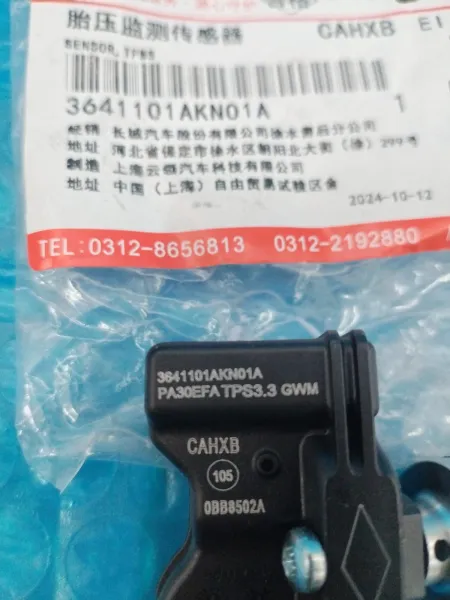 胎压监测传感器 CAHXB EI
SENSOR,TPMS
3641101AKN01A 1
经销 长城汽车股份有限公司徐水售后分公司
地址 河北省保定市徐水区朝阳北大街(徐)299号
制造 上海云侬汽车科技有限公司
地址 中国(上海)自由贸易试验区金
2024-10-12
TEL:0312-8656813 0312-2192880
3641101AKN01A
PA30EFA TPS3.3 GWM
CAHXB
105
0BB8502A